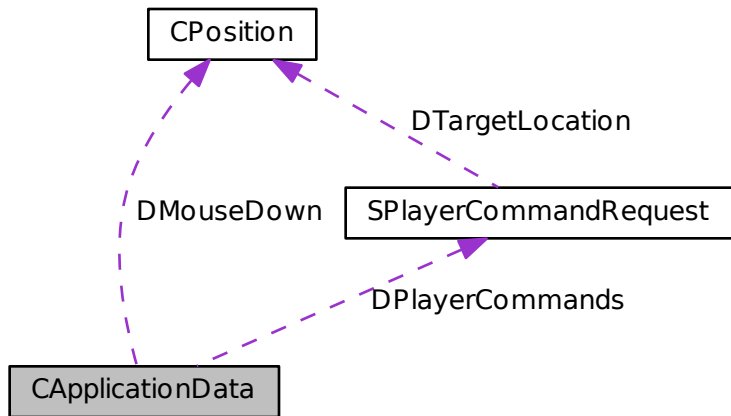 CPosition
DTargetLocation
SPlayerCommandRequest
DMouseDown
DPlayerCommands
CApplicationData